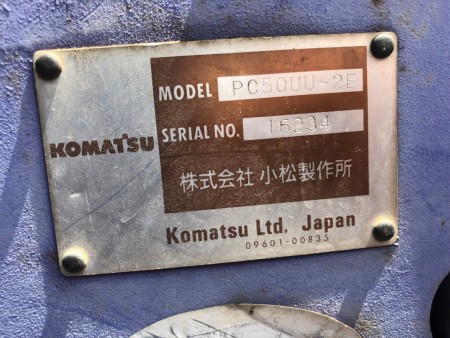 MODEL PC50UU-2E
SERIAL NO. 16234
KOMATSU
株式会社 小松製作所
Komatsu Ltd. Japan
09601-00835